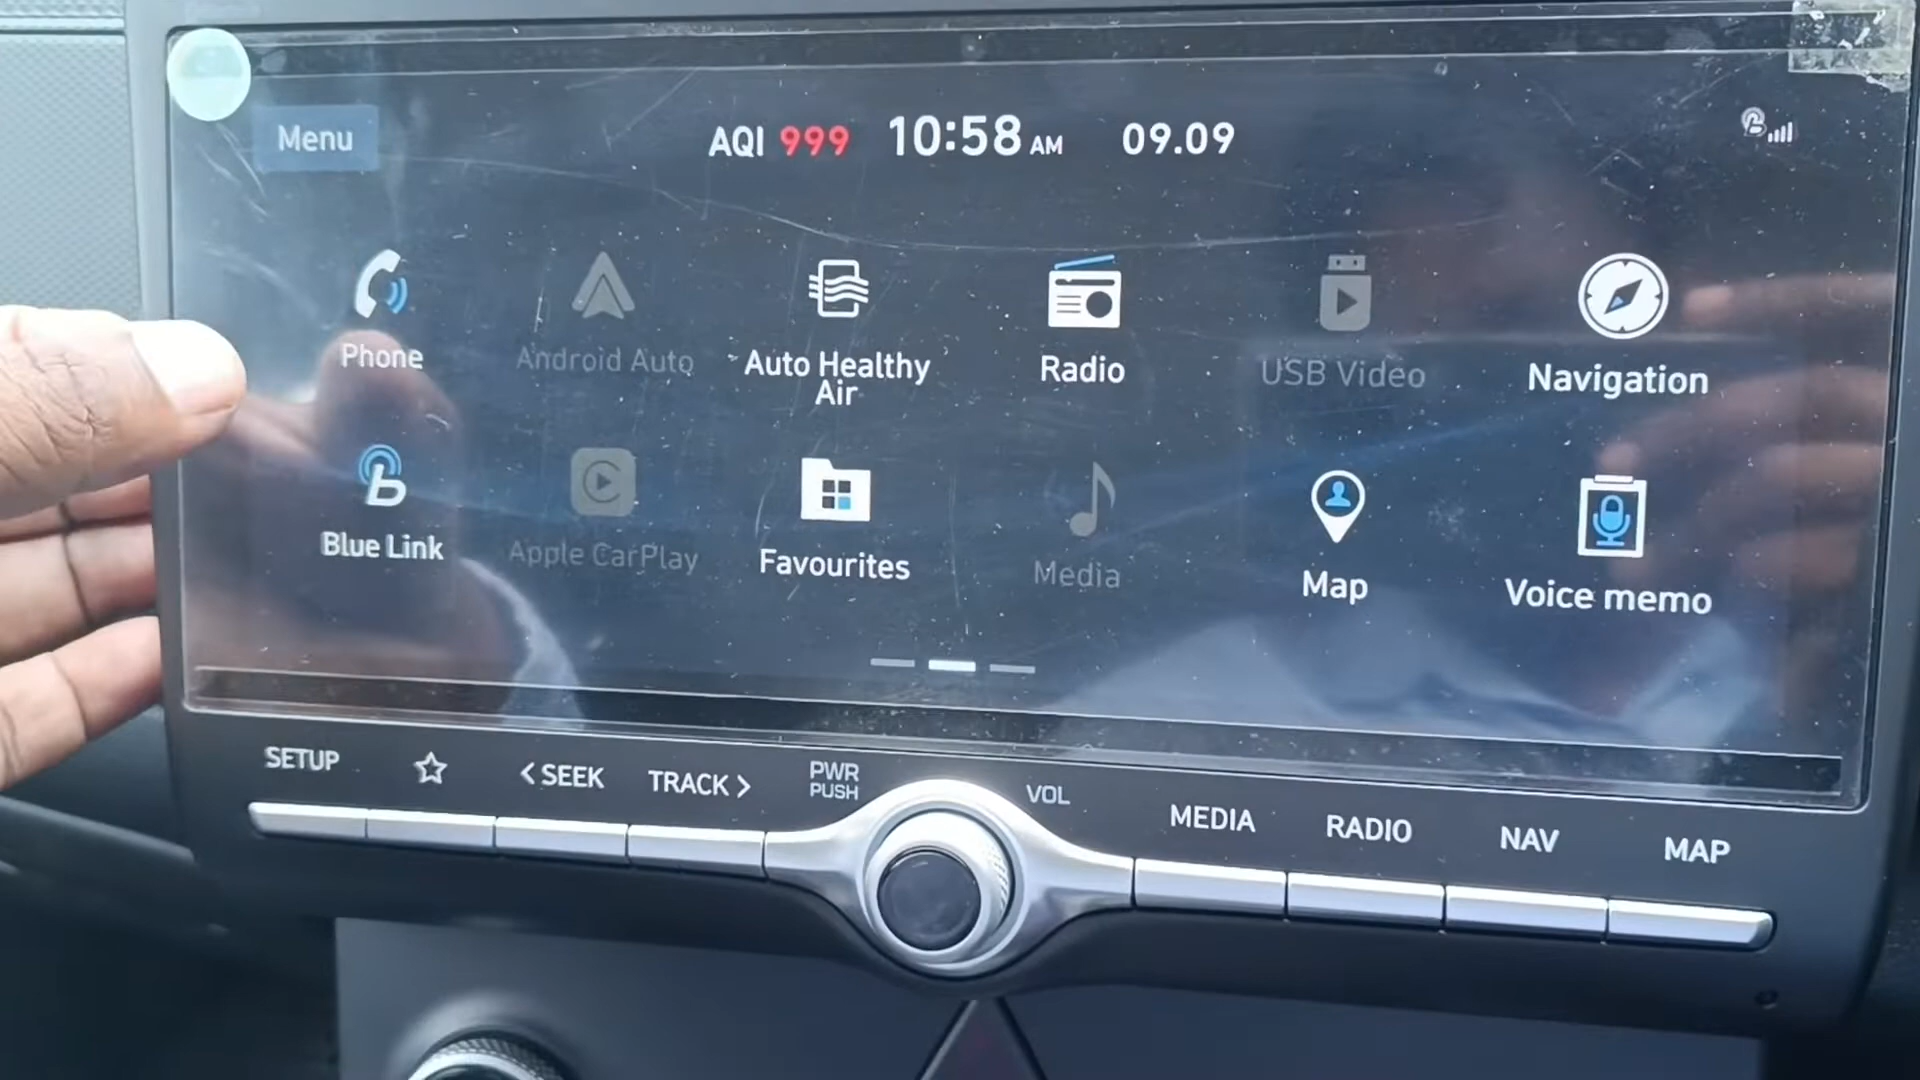 Menu
AQI 999 10:58 AM 09.09
Phone
Android Auto
Auto Healthy
Air
Radio
USB Video
Navigation
Blue Link
Apple CarPlay
Favourites
Media
Map
Voice memo
SETUP
< SEEK
TRACK >
PWR
PUSH
VOL
MEDIA
RADIO
NAV
MAP